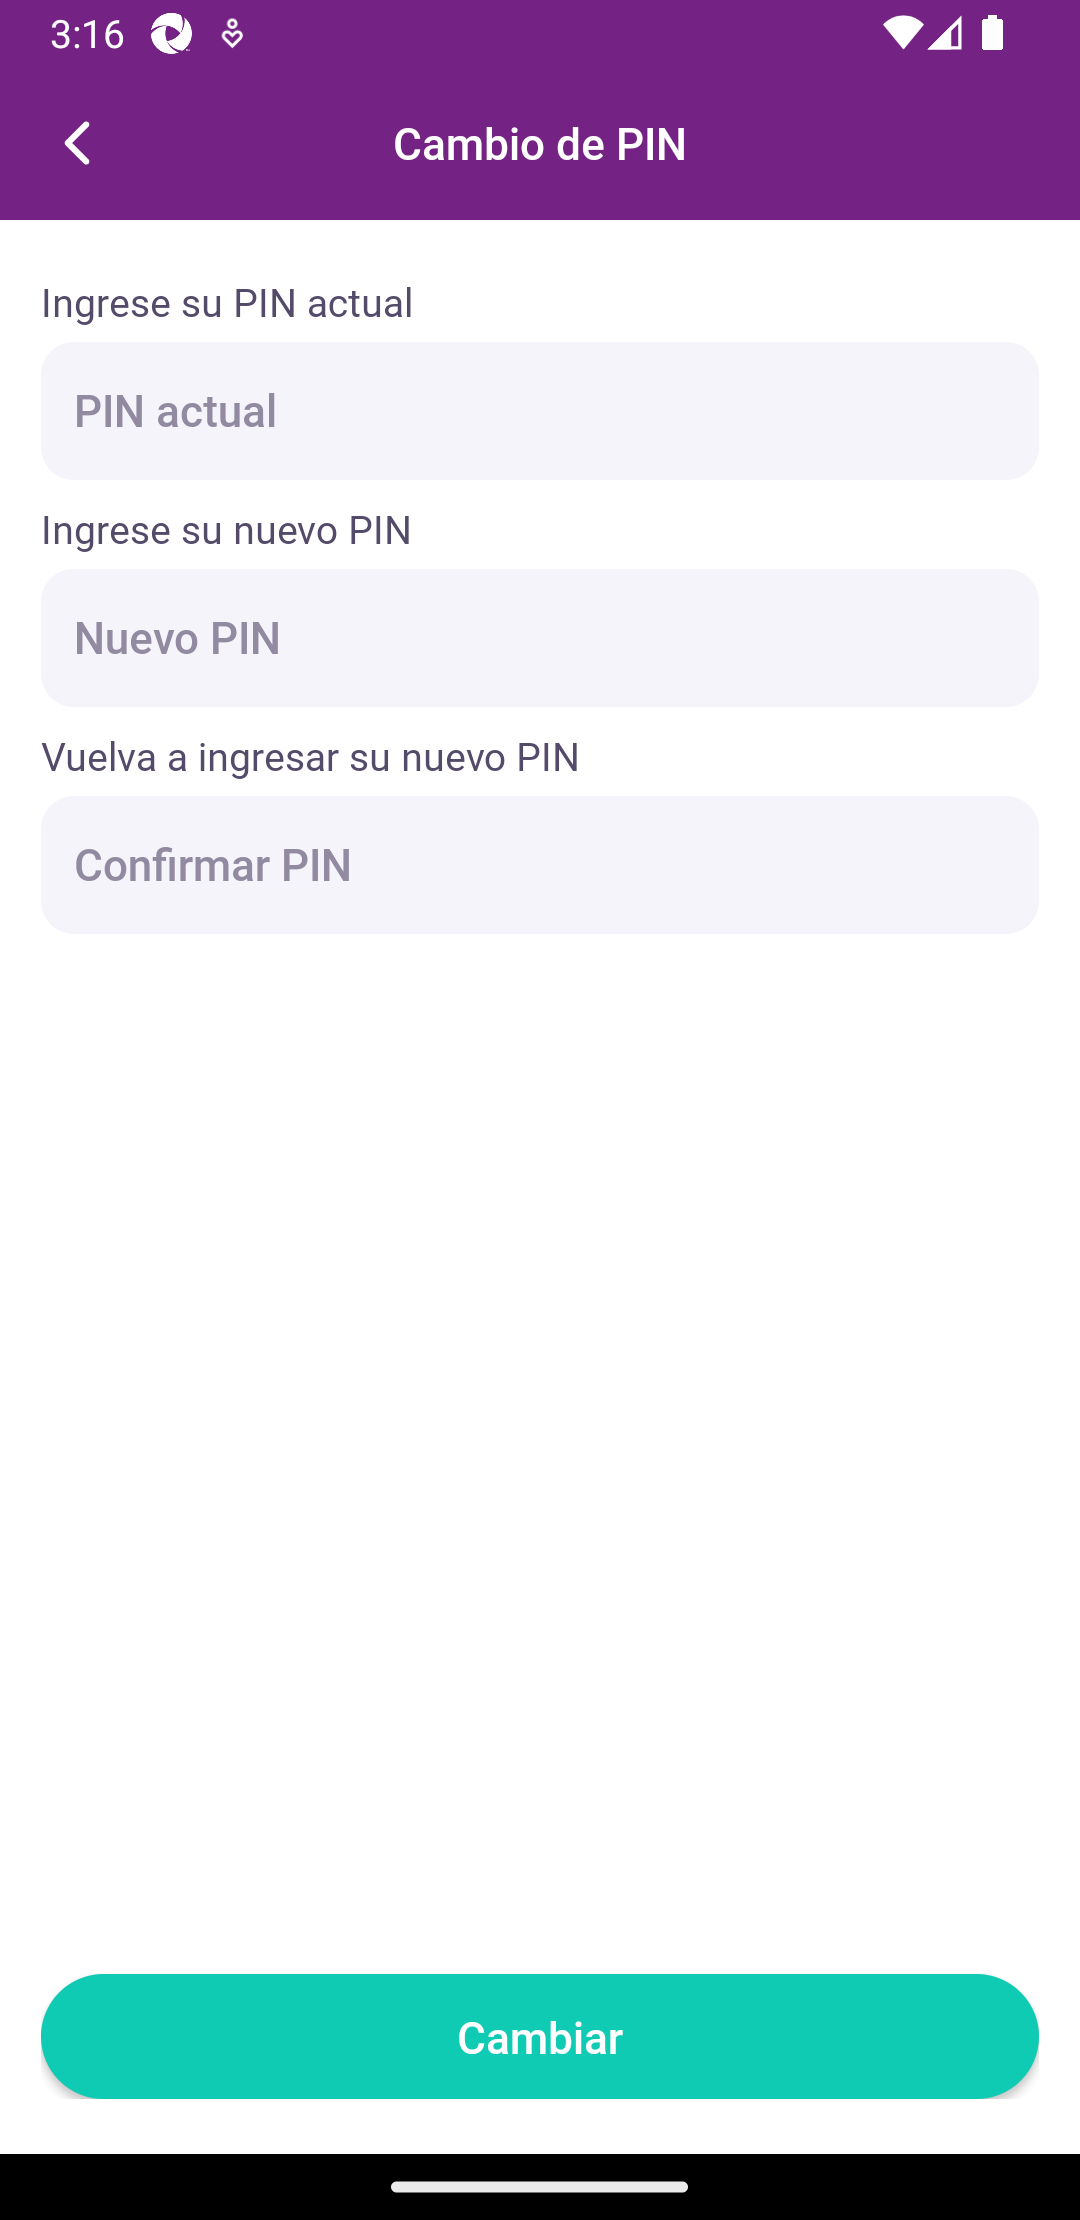 3:16
Cambio de PIN
Ingrese su PIN actual
PIN actual
Ingrese su nuevo PIN
Nuevo PIN
Vuelva a ingresar su nuevo PIN
Confirmar PIN
Cambiar